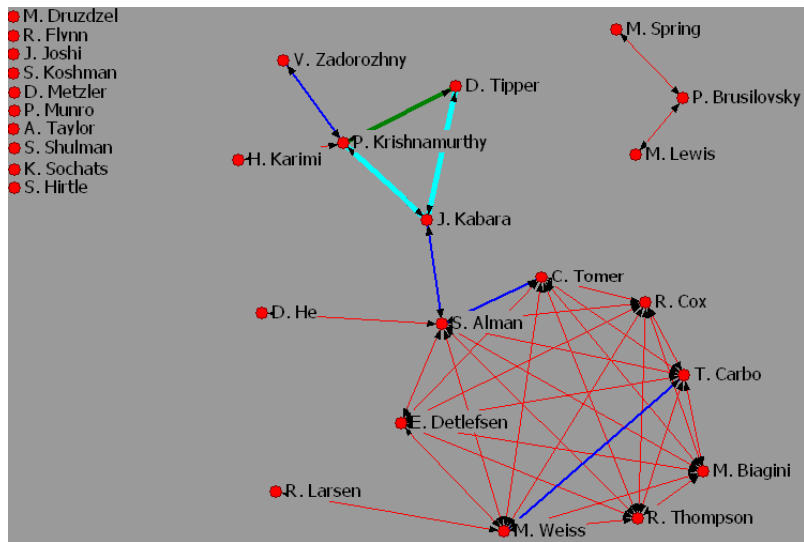 M. Druzdzel
R. Flynn
J. Joshi
S. Koshman
D. Metzler
P. Munro
A. Taylor
S. Shulman
K. Sochats
S. Hirtle
M. Spring
V. Zadorozhny
D. Tipper
P. Brusilovsky
P. Krishnamurthy
M. Lewis
H. Karimi
J. Kabara
C. Tomer
R. Cox
D. He
S. Alman
T. Carbo
E. Detlefsen
M. Biagini
R. Larsen
R. Thompson
M. Weiss